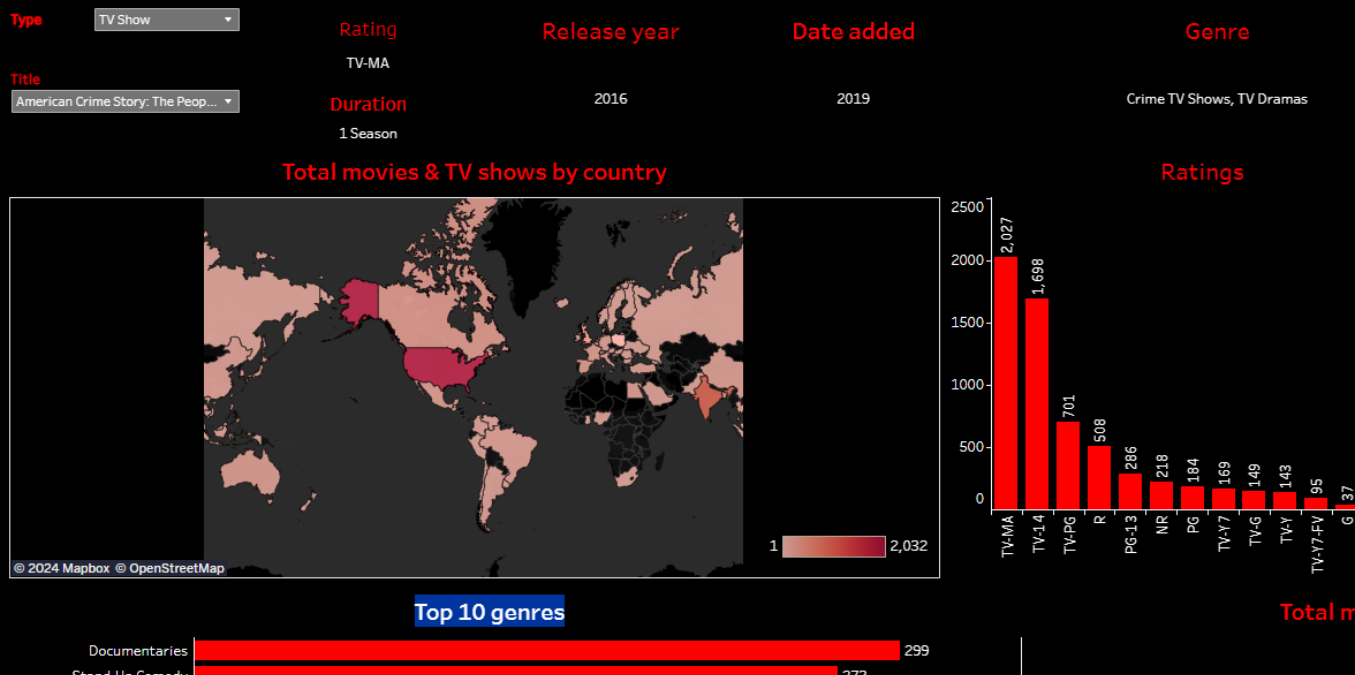 Type
TV Show
Title
American Crime Story: The Peop...
Rating
TV-MA
Duration
1 Season
Release year
2016
Date added
2019
Genre
Crime TV Shows, TV Dramas
Total movies & TV shows by country
1
2,032
© 2024 Mapbox © OpenStreetMap
Ratings
2500
2000
1500
1000
500
0
2,027
1,698
701
508
286
218
184
169
149
143
95
37
TV-MA
TV-14
TV-PG
R
PG-13
NR
PG
TV-Y7
TV-G
TV-Y
TV-Y7-FV
G
Top 10 genres
Documentaries
299
Total m